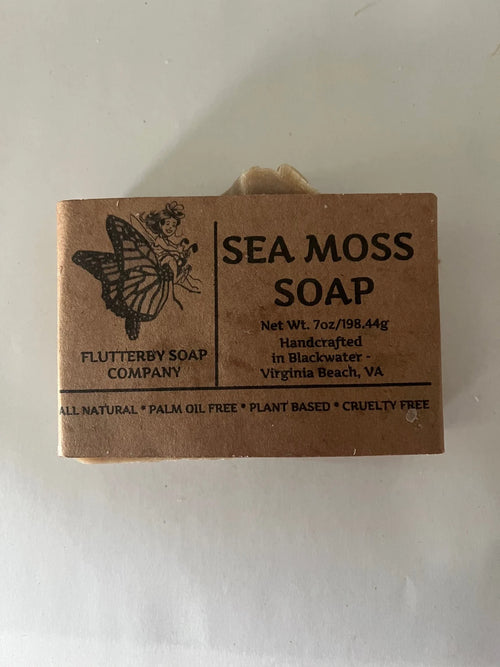 SEA MOSS
SOAP
Net Wt. 7oz/198.44g
Handcrafted
in Blackwater -
Virginia Beach, VA
FLUTTERBY SOAP
COMPANY
ALL NATURAL * PALM OIL FREE * PLANT BASED * CRUELTY FREE